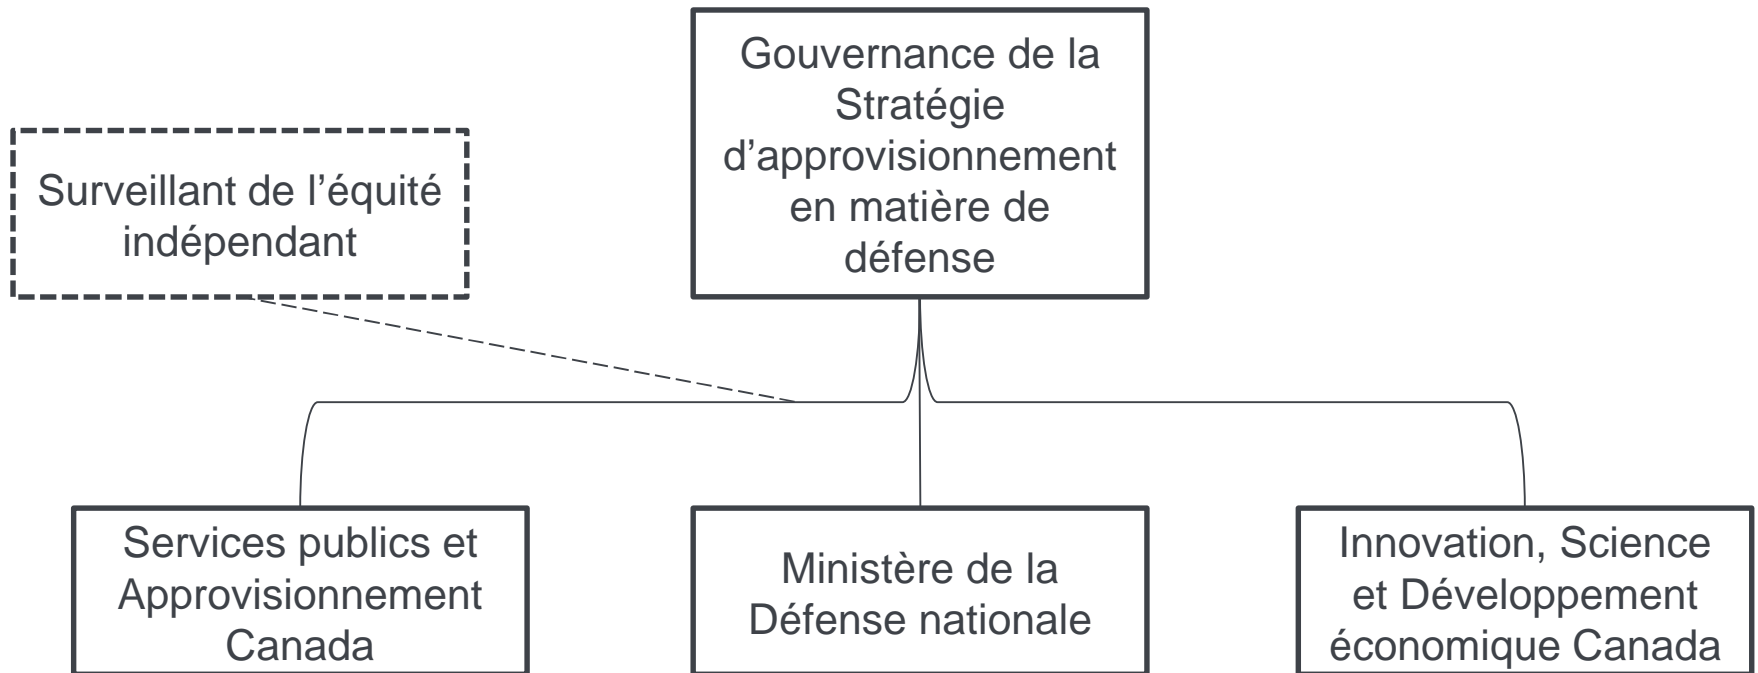 Gouvernance de la
Stratégie
d’approvisionnement
en matière de
défense
Surveillant de l’équité
indépendant
Services publics et
Approvisionnement
Canada
Ministère de la
Défense nationale
Innovation, Science
et Développement
économique Canada